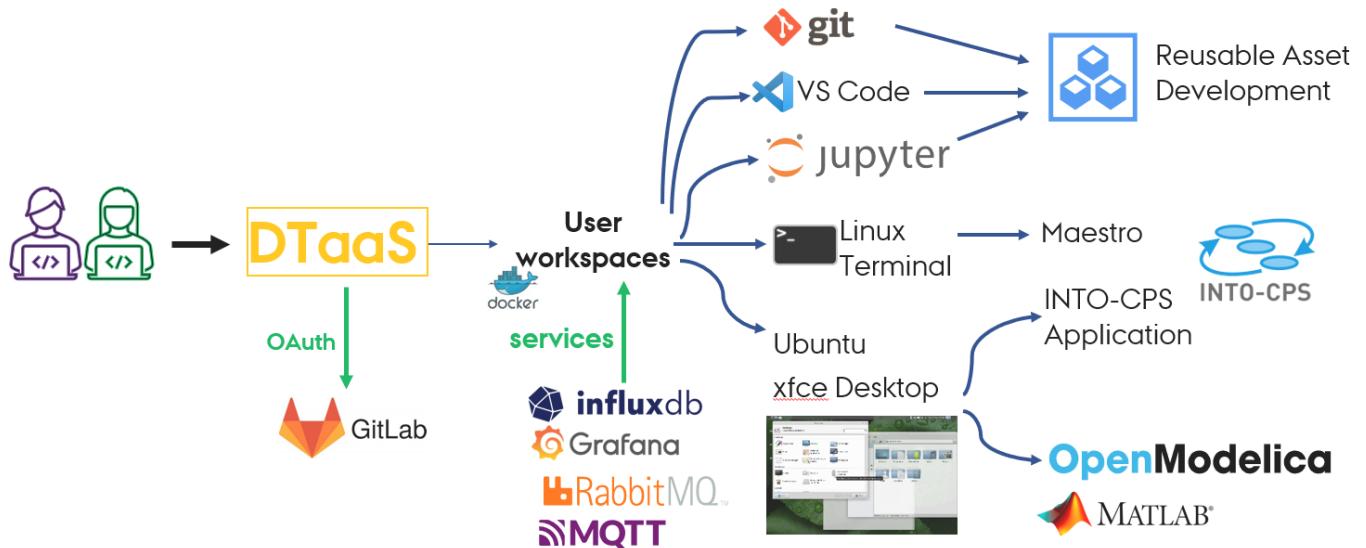 git
VS Code
Jupyter
Reusable Asset
Development
</>
</>
DTaaS
User
workspaces
docker
>_
Linux
Terminal
Maestro
INTO-CPS
OAuth
services
INTO-CPS
Application
Ubuntu
xfce Desktop
GitLab
influxdb
Grafana
RabbitMQ™
MQTT
OpenModelica
MATLAB®